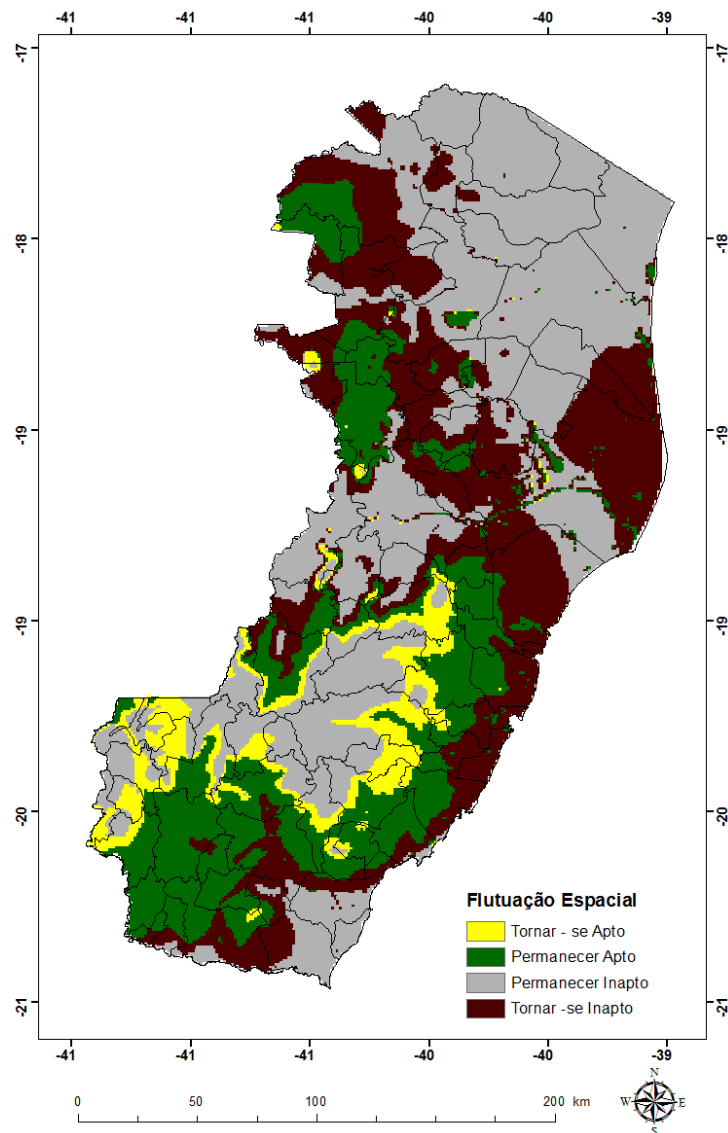 -41 -41 -41 -40 -40 -39
-17 -17
-18 -18
-19 -19
-19 -19
-20 -20
-21 -21
Flutuação Espacial
Tornar - se Apto
Permanecer Apto
Permanecer Inapto
Tornar -se Inapto
-41 -41 -41 -40 -40 -39
0 50 100 200 km
N
W E
S